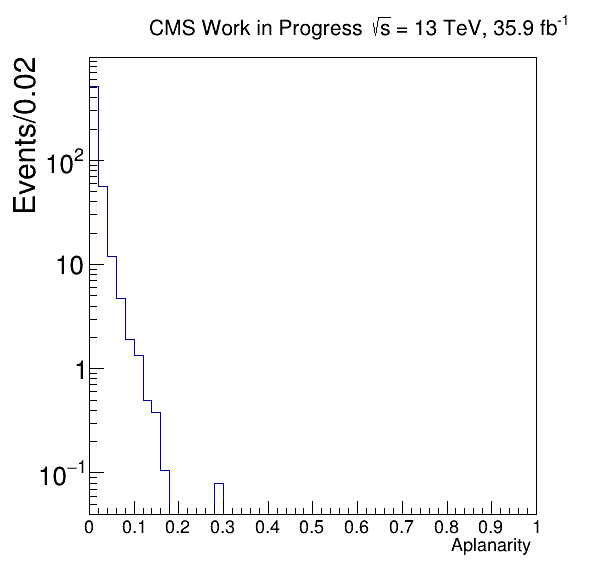 CMS Work in Progress √s = 13 TeV, 35.9 fb⁻¹
Events/0.02
10²
10
1
10⁻¹
0 0.1 0.2 0.3 0.4 0.5 0.6 0.7 0.8 0.9 1
Aplanarity